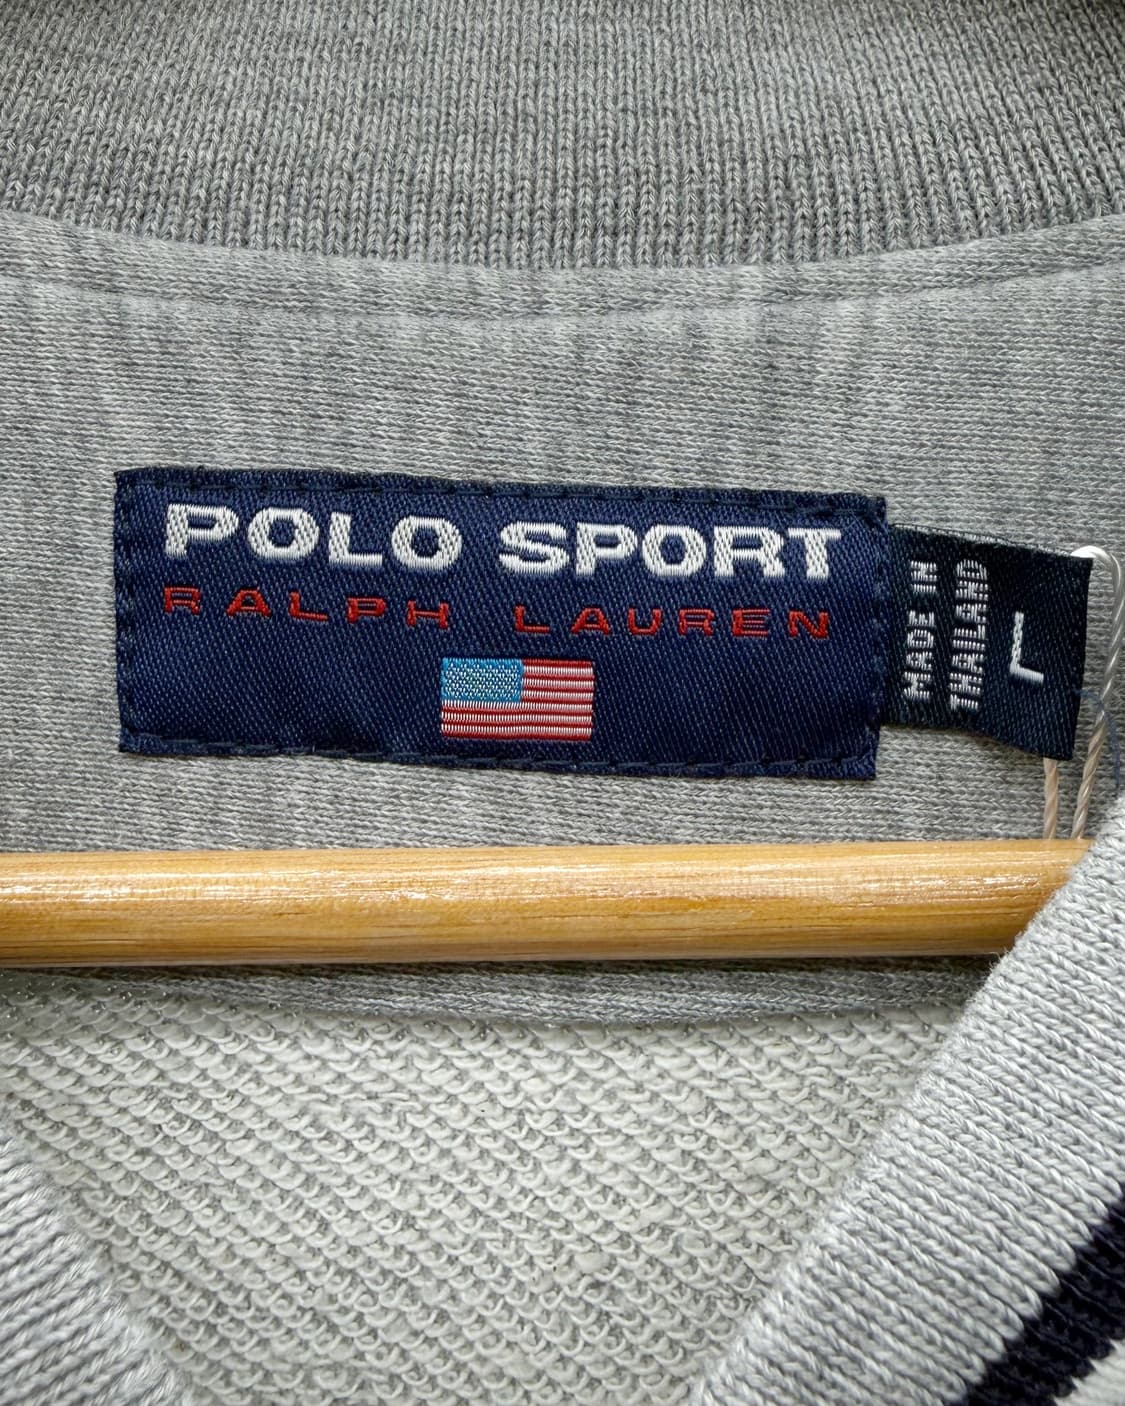 POLO SPORT
RALPH LAUREN
MADE IN
THAILAND
L